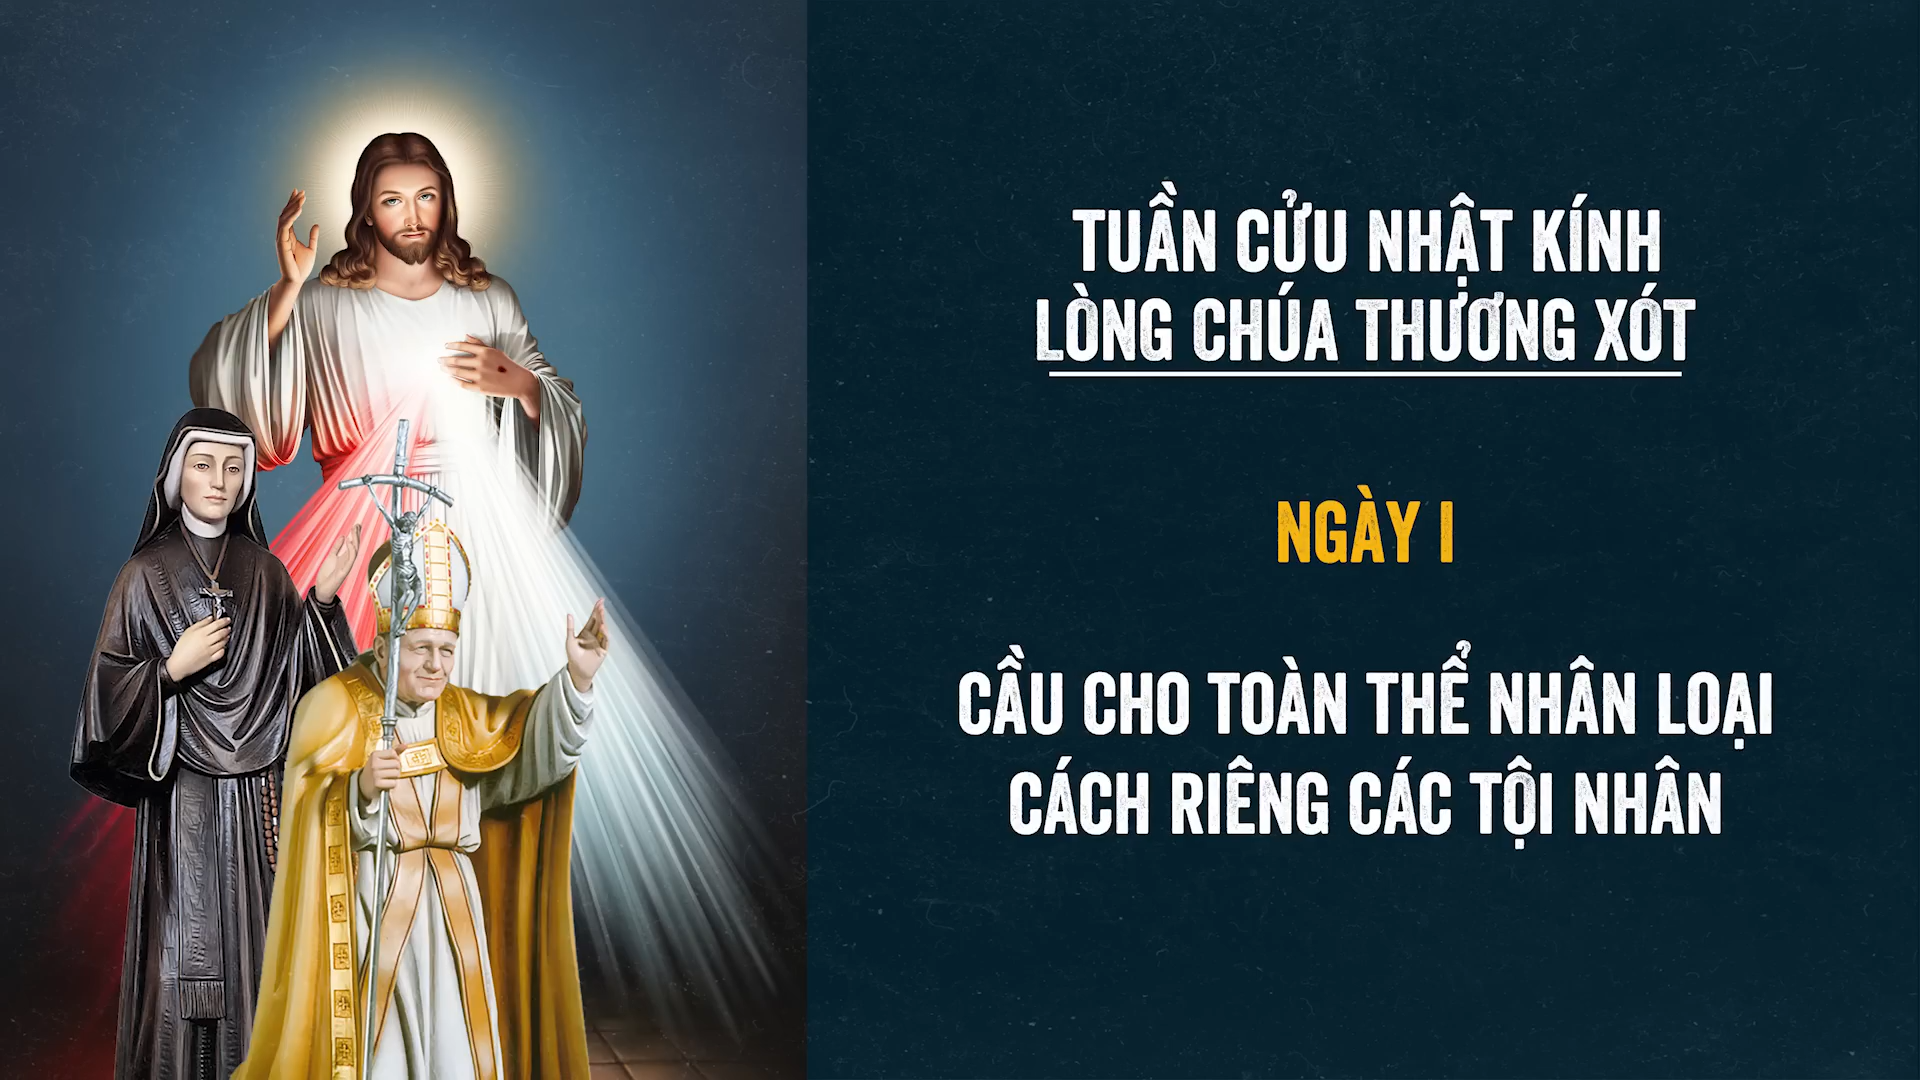 TUẦN CỬU NHẬT KÍNH
LÒNG CHÚA THƯƠNG XÓT
NGÀY I
CẦU CHO TOÀN THỂ NHÂN LOẠI
CÁCH RIÊNG CÁC TỘI NHÂN